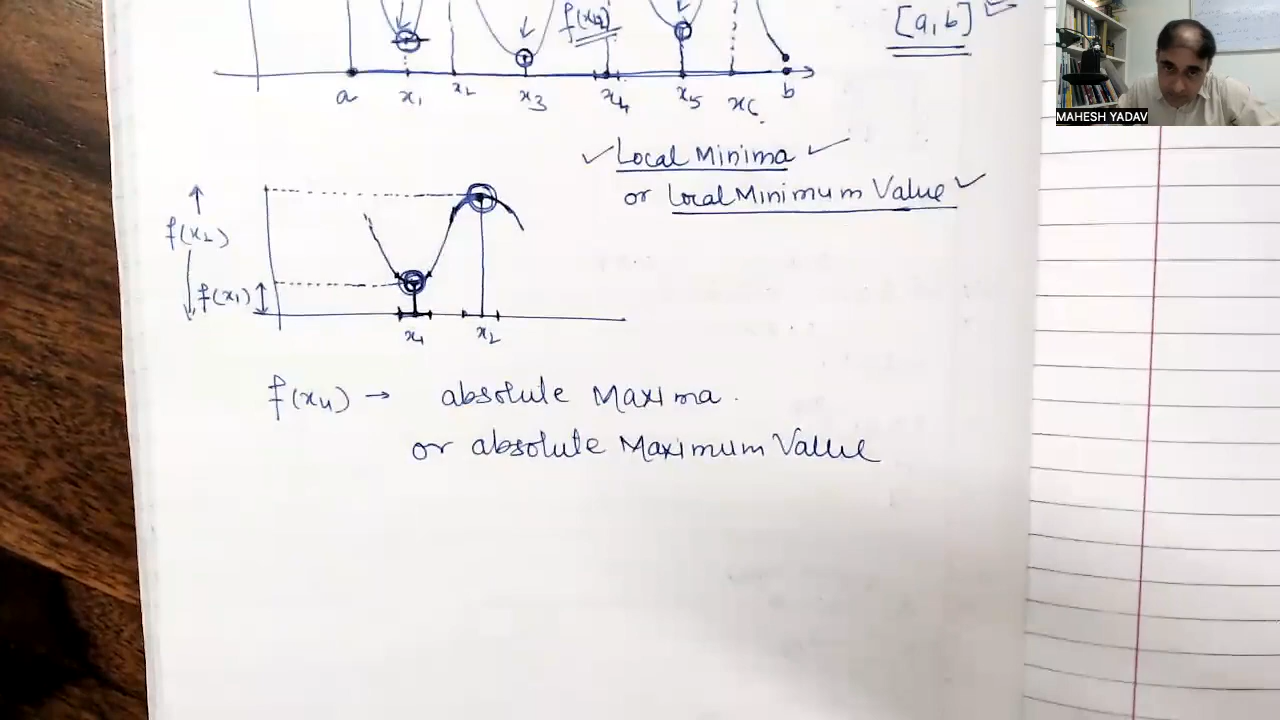 f(x4)
[a,b]
a x1 x2 x3 x4 x5 x6 b
MAHESH YADAV
Local Minima
or Local Minimum Value
f(x2)
f(x1)
x1 x2
f(x4) → absolute Maxima.
or absolute Maximum Value